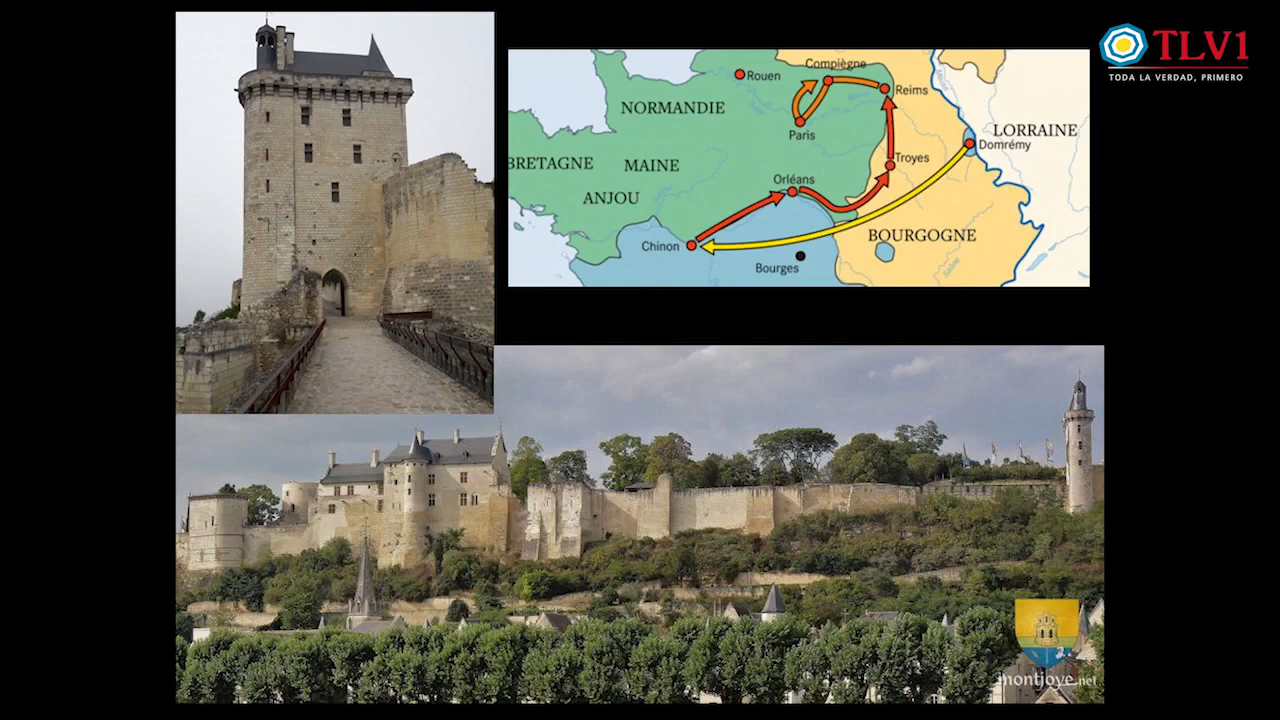 TLV1
TODA LA VERDAD, PRIMERO
Compiègne
Rouen
Reims
NORMANDIE
Paris
LORRAINE
Domrémy
BRETAGNE
MAINE
Troyes
Orléans
ANJOU
BOURGOGNE
Chinon
Bourges
montjoye.net